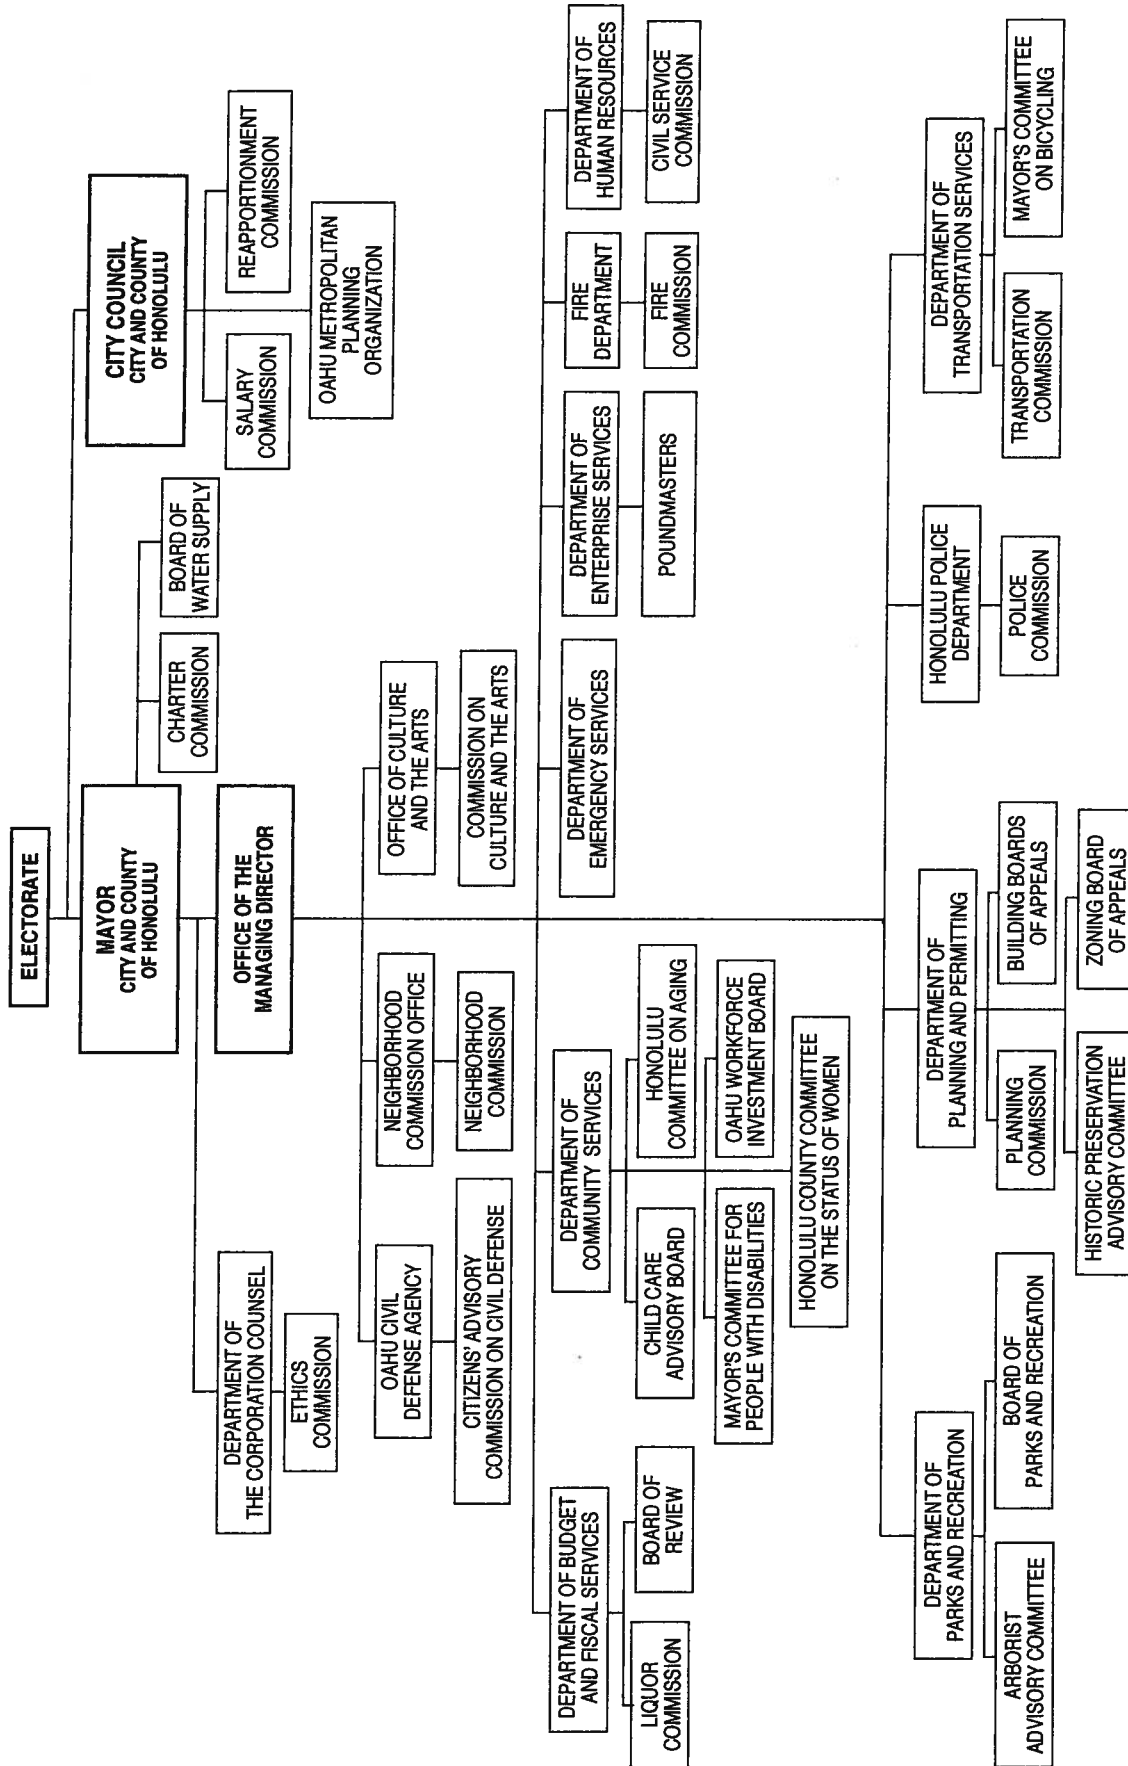 ELECTORATE
MAYOR
CITY AND COUNTY
OF HONOLULU
CITY COUNCIL
CITY AND COUNTY
OF HONOLULU
CHARTER
COMMISSION
BOARD OF
WATER SUPPLY
SALARY
COMMISSION
REAPPORTIONMENT
COMMISSION
OAHU METROPOLITAN
PLANNING
ORGANIZATION
DEPARTMENT OF
THE CORPORATION COUNSEL
ETHICS
COMMISSION
OFFICE OF THE
MANAGING DIRECTOR
OAHU CIVIL
DEFENSE AGENCY
CITIZENS' ADVISORY
COMMISSION ON CIVIL DEFENSE
NEIGHBORHOOD
COMMISSION OFFICE
NEIGHBORHOOD
COMMISSION
OFFICE OF CULTURE
AND THE ARTS
COMMISSION ON
CULTURE AND THE ARTS
DEPARTMENT OF BUDGET
AND FISCAL SERVICES
LIQUOR
COMMISSION
BOARD OF
REVIEW
DEPARTMENT OF
COMMUNITY SERVICES
CHILD CARE
ADVISORY BOARD
HONOLULU
COMMITTEE ON AGING
MAYOR'S COMMITTEE FOR
PEOPLE WITH DISABILITIES
OAHU WORKFORCE
INVESTMENT BOARD
HONOLULU COUNTY COMMITTEE
ON THE STATUS OF WOMEN
DEPARTMENT OF
EMERGENCY SERVICES
DEPARTMENT OF
ENTERPRISE SERVICES
POUNDMASTERS
FIRE
DEPARTMENT
FIRE
COMMISSION
DEPARTMENT OF
HUMAN RESOURCES
CIVIL SERVICE
COMMISSION
DEPARTMENT OF
PARKS AND RECREATION
ARBORIST
ADVISORY COMMITTEE
BOARD OF
PARKS AND RECREATION
DEPARTMENT OF
PLANNING AND PERMITTING
PLANNING
COMMISSION
BUILDING BOARDS
OF APPEALS
HISTORIC PRESERVATION
ADVISORY COMMITTEE
ZONING BOARD
OF APPEALS
HONOLULU POLICE
DEPARTMENT
POLICE
COMMISSION
DEPARTMENT OF
TRANSPORTATION SERVICES
TRANSPORTATION
COMMISSION
MAYOR'S COMMITTEE
ON BICYCLING